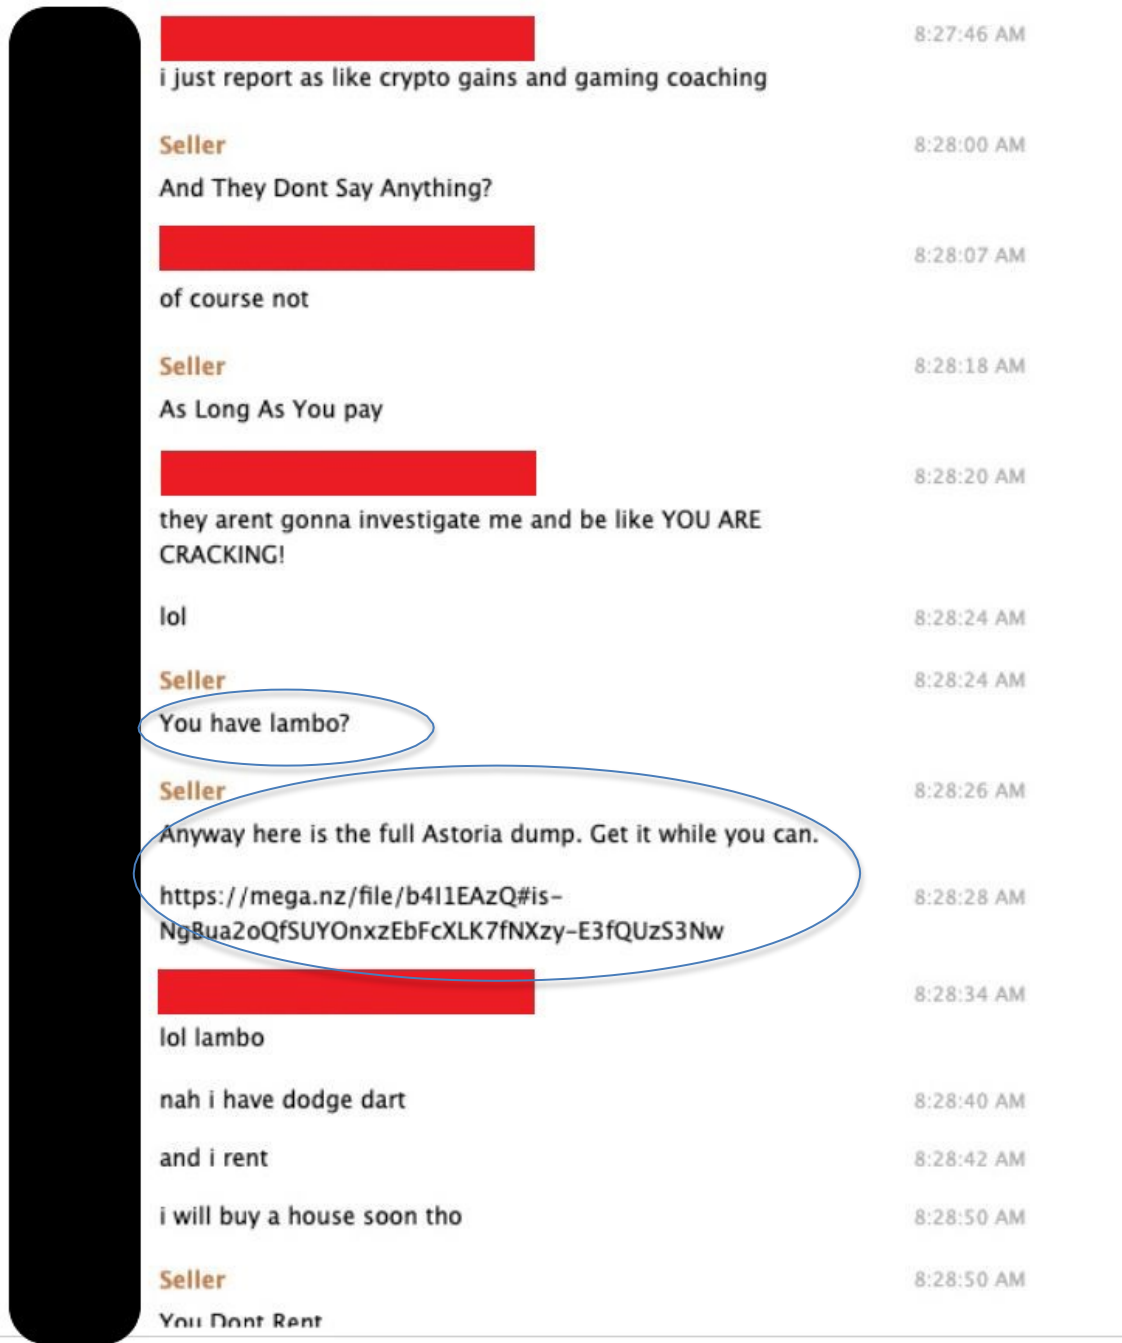 8:27:46 AM
i just report as like crypto gains and gaming coaching
Seller 8:28:00 AM
And They Dont Say Anything?
8:28:07 AM
of course not
Seller 8:28:18 AM
As Long As You pay
8:28:20 AM
they arent gonna investigate me and be like YOU ARE
CRACKING!
lol 8:28:24 AM
Seller 8:28:24 AM
You have lambo?
Seller 8:28:26 AM
Anyway here is the full Astoria dump. Get it while you can.
https://mega.nz/file/b4I1EAzQ#is- 8:28:28 AM
NgBua2oQfSUYOnxzEbFcXLK7fNXzy-E3fQUzS3Nw
8:28:34 AM
lol lambo
nah i have dodge dart 8:28:40 AM
and i rent 8:28:42 AM
i will buy a house soon tho 8:28:50 AM
Seller 8:28:50 AM
You Dont Rent